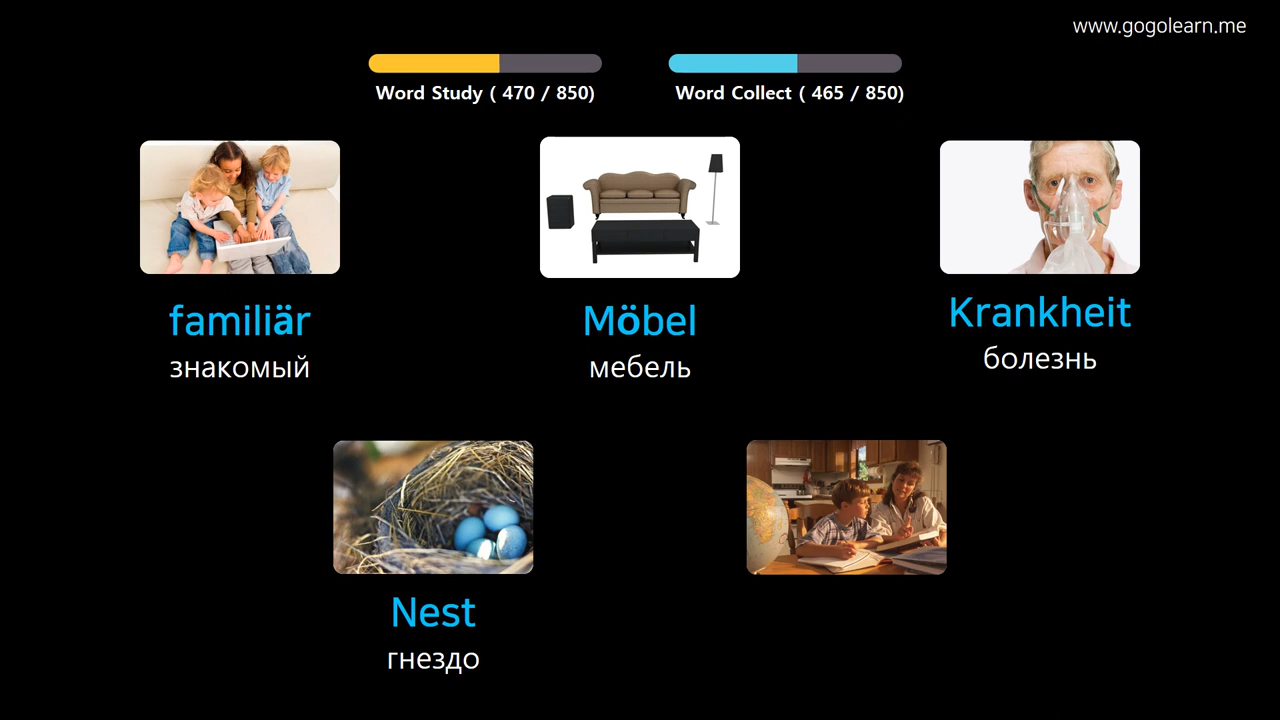 www.gogolearn.me
Word Study ( 470 / 850)
Word Collect ( 465 / 850)
familiär
знакомый
Möbel
мебель
Krankheit
болезнь
Nest
гнездо